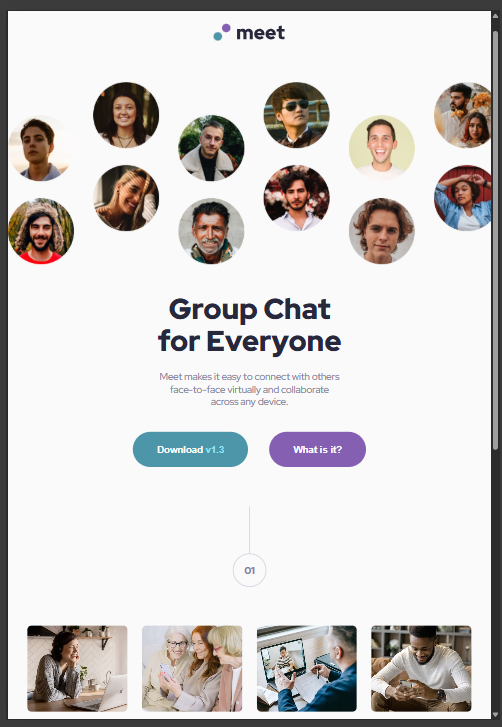 meet
Group Chat
for Everyone
Meet makes it easy to connect with others
face-to-face virtually and collaborate
across any device.
Download v1.3
What is it?
01